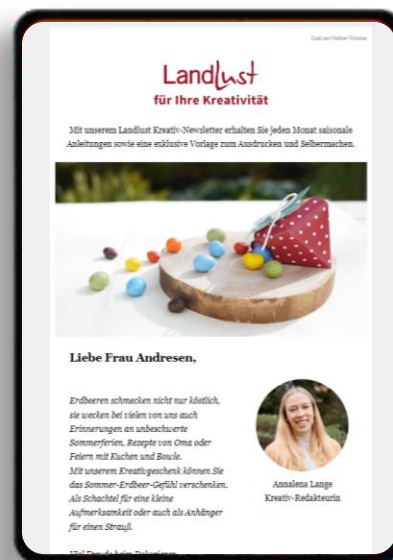 Link zur Online-Version
Landlust
für Ihre Kreativität
Mit unserem Landlust Kreativ-Newsletter erhalten Sie jeden Monat saisonale
Anleitungen sowie eine exklusive Vorlage zum Ausdrucken und Selbermachen.
Liebe Frau Andresen,
Erdbeeren schmecken nicht nur köstlich,
sie wecken bei vielen von uns auch
Erinnerungen an unbeschwerte
Sommerferien, Rezepte von Oma oder
Feiern mit Kuchen und Bowle.
Mit unserem Kreativgeschenk können Sie
das Sommer-Erdbeer-Gefühl verschenken.
Als Schachtel für eine kleine
Aufmerksamkeit oder auch als Anhänger
für einen Strauß.
Annalena Lange
Kreativ-Redakteurin